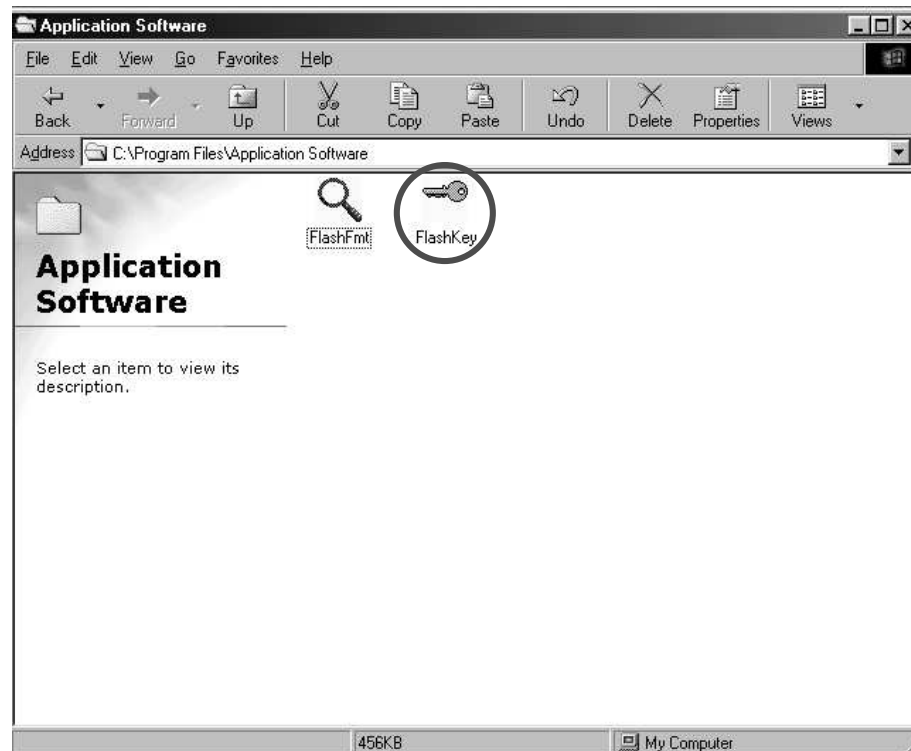 Application Software
File Edit View Go Favorites Help
Back Forward Up Cut Copy Paste Undo Delete Properties Views
Address C:\Program Files\Application Software
FlashFmt FlashKey
Application
Software
Select an item to view its
description.
456KB My Computer